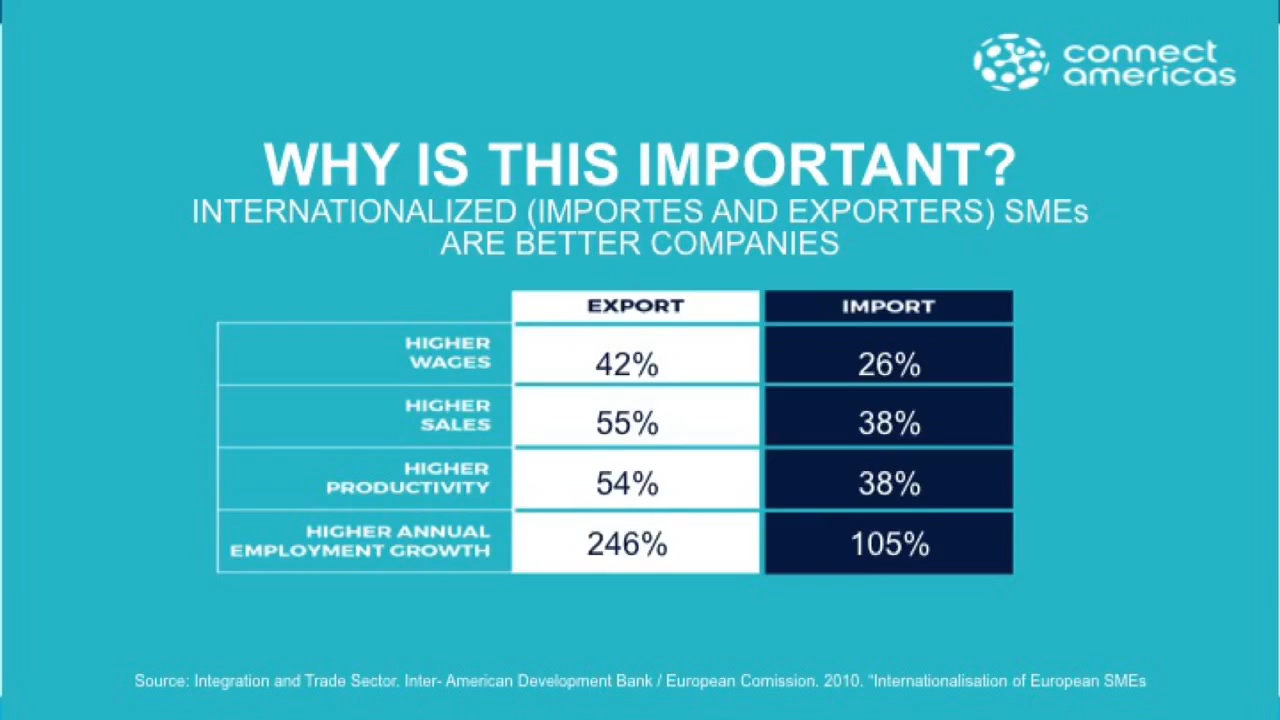 connect
americas
WHY IS THIS IMPORTANT?
INTERNATIONALIZED (IMPORTES AND EXPORTERS) SMEs
ARE BETTER COMPANIES
EXPORT IMPORT
HIGHER
WAGES
42% 26%
HIGHER
SALES
55% 38%
HIGHER
PRODUCTIVITY
54% 38%
HIGHER ANNUAL
EMPLOYMENT GROWTH
246% 105%
Source: Integration and Trade Sector. Inter- American Development Bank / European Comission. 2010. “Internationalisation of European SMEs